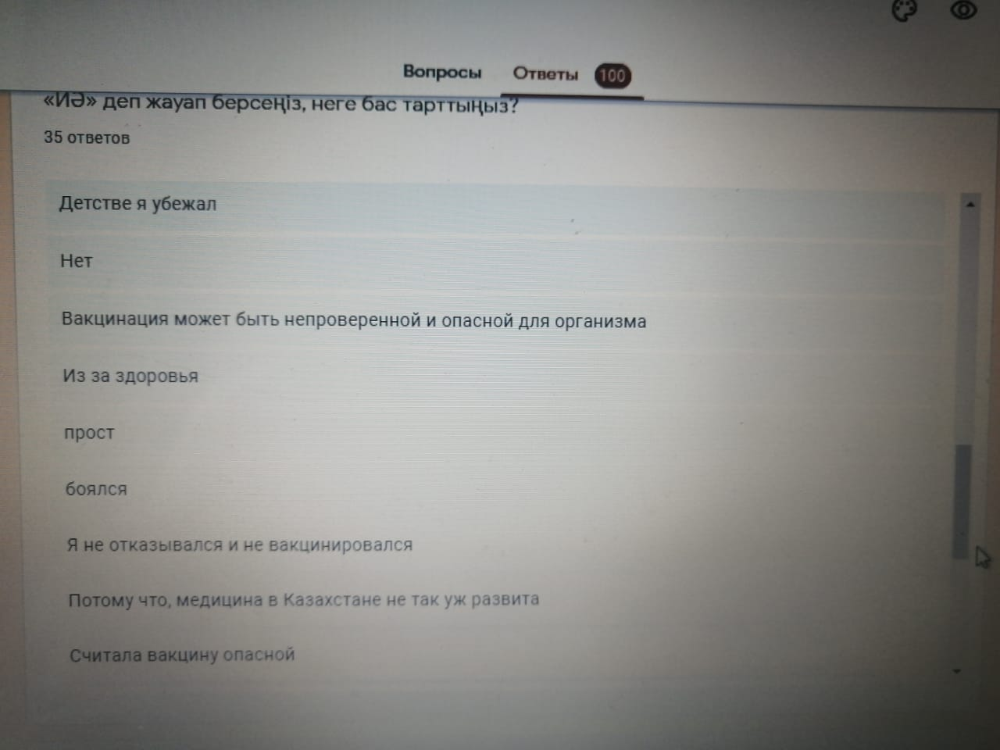 Вопросы Ответы 100
«ИӘ» деп жауап берсеңіз, неге бас тарттыңыз?
35 ответов
Детстве я убежал
Нет
Вакцинация может быть непроверенной и опасной для организма
Из за здоровья
прост
боялся
Я не отказывался и не вакцинировался
Потому что, медицина в Казахстане не так уж развита
Считала вакцину опасной